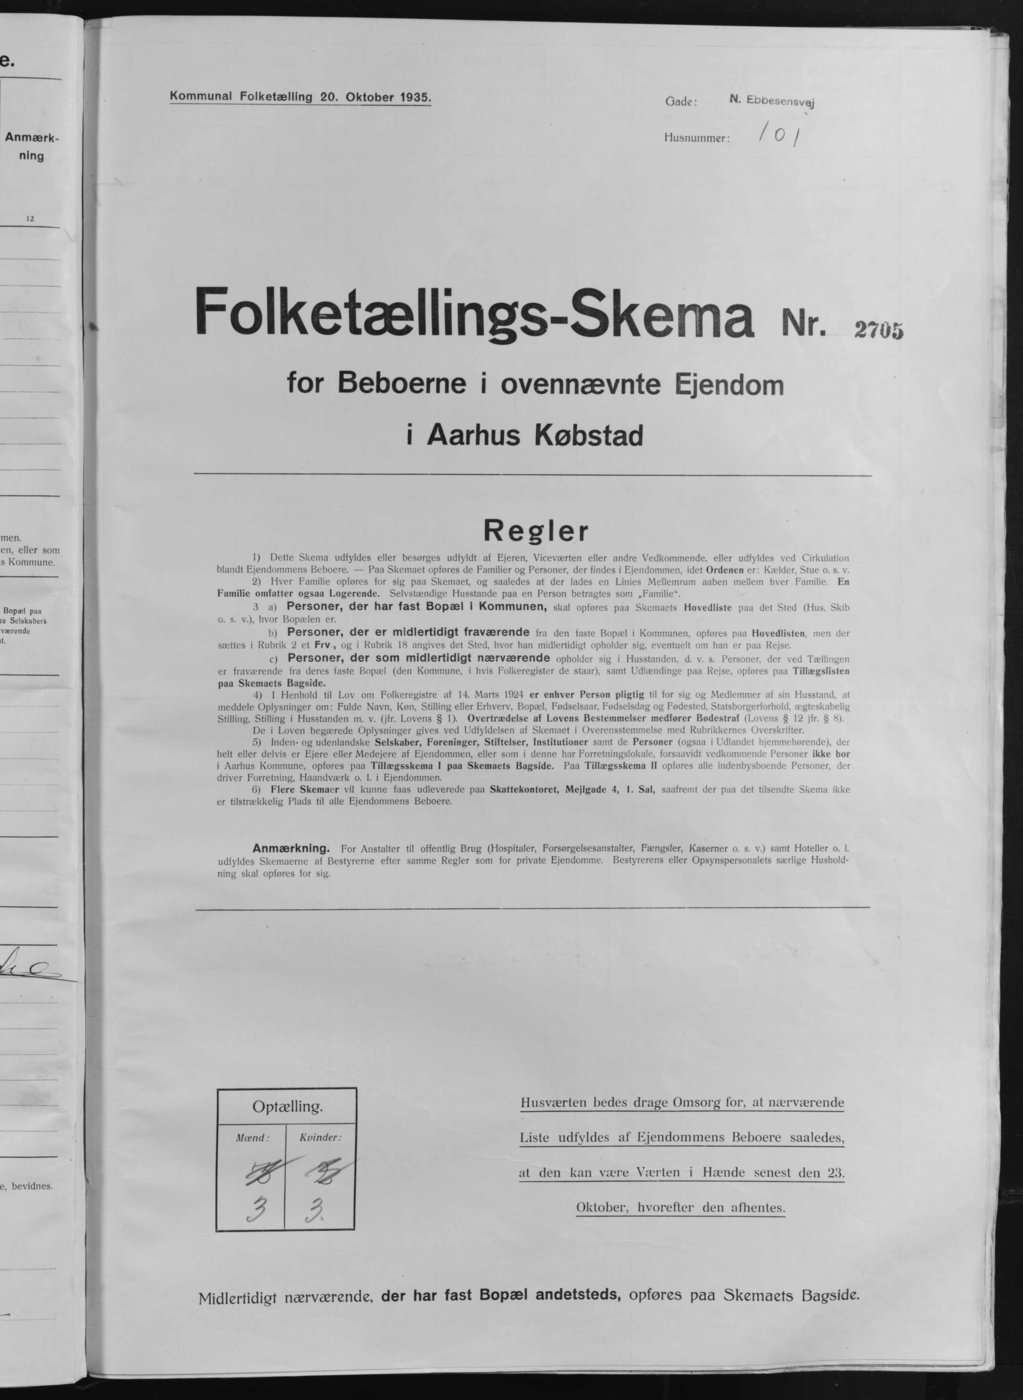 e.
Anmærk-
ning
12
men.
en, eller som
s Kommune.
Bopæl paa
ke Selskabers
rværende
t.
e, bevidnes.
Kommunal Folketælling 20. Oktober 1935.
Gade: N. Ebbesensvej
Husnummer: 101
Folketællings-Skema Nr. 2705
for Beboerne i ovennævnte Ejendom
i Aarhus Købstad
Regler
1) Dette Skema udfyldes eller besørges udfyldt af Ejeren, Viceværten eller andre Vedkommende, eller udfyldes ved Cirkulation
blandt Ejendommens Beboere. — Paa Skemaet opføres de Familier og Personer, der findes i Ejendommen, idet Ordenen er: Kælder, Stue o. s. v.
2) Hver Familie opføres for sig paa Skemaet, og saaledes at der lades en Linies Mellemrum aaben mellem hver Familie. En
Familie omfatter ogsaa Logerende. Selvstændige Husstande paa en Person betragtes som „Familie“.
3 a) Personer, der har fast Bopæl i Kommunen, skal opføres paa Skemaets Hovedliste paa det Sted (Hus, Skib
o. s. v.), hvor Bopælen er.
b) Personer, der er midlertidigt fraværende fra den faste Bopæl i Kommunen, opføres paa Hovedlisten, men der
sættes i Rubrik 2 et Frv., og i Rubrik 18 angives det Sted, hvor han midlertidigt opholder sig, eventuelt om han er paa Rejse.
c) Personer, der som midlertidigt nærværende opholder sig i Husstanden, d. v. s. Personer, der ved Tællingen
er fraværende fra deres faste Bopæl (den Kommune, i hvis Folkeregister de staar), samt Udlændinge paa Rejse, opføres paa Tillægslisten
paa Skemaets Bagside.
4) I Henhold til Lov om Folkeregistre af 14. Marts 1924 er enhver Person pligtig til for sig og Medlemmer af sin Husstand, at
meddele Oplysninger om: Fulde Navn, Køn, Stilling eller Erhverv, Bopæl, Fødselsaar, Fødselsdag og Fødested, Statsborgerforhold, ægteskabelig
Stilling, Stilling i Husstanden m. v. (jfr. Lovens § 1). Overtrædelse af Lovens Bestemmelser medfører Bødestraf (Lovens § 12 jfr. § 8).
De i Loven begærede Oplysninger gives ved Udfyldelsen af Skemaet i Overensstemmelse med Rubrikkernes Overskrifter.
5) Inden- og udenlandske Selskaber, Foreninger, Stiftelser, Institutioner samt de Personer (ogsaa i Udlandet hjemmehørende), der
helt eller delvis er Ejere eller Medejere af Ejendommen, eller som i denne har Forretningslokale, forsaavidt vedkommende Personer ikke bor
i Aarhus Kommune, opføres paa Tillægsskema I paa Skemaets Bagside. Paa Tillægsskema II opføres alle indenbysboende Personer, der
driver Forretning, Haandværk o. l. i Ejendommen.
6) Flere Skemaer vil kunne faas udleverede paa Skattekontoret, Mejlgade 4, 1. Sal, saafremt der paa det tilsendte Skema ikke
er tilstrækkelig Plads til alle Ejendommens Beboere.
Anmærkning. For Anstalter til offentlig Brug (Hospitaler, Forsørgelsesanstalter, Fængsler, Kaserner o. s. v.) samt Hoteller o. l.
udfyldes Skemaerne af Bestyrerne efter samme Regler som for private Ejendomme. Bestyrerens eller Opsynspersonalets særlige Hushold-
ning skal opføres for sig.
Optælling.
Mænd: Kvinder:
3 3.
Husværten bedes drage Omsorg for, at nærværende
Liste udfyldes af Ejendommens Beboere saaledes,
at den kan være Værten i Hænde senest den 23.
Oktober, hvorefter den afhentes.
Midlertidigt nærværende, der har fast Bopæl andetsteds, opføres paa Skemaets Bagside.